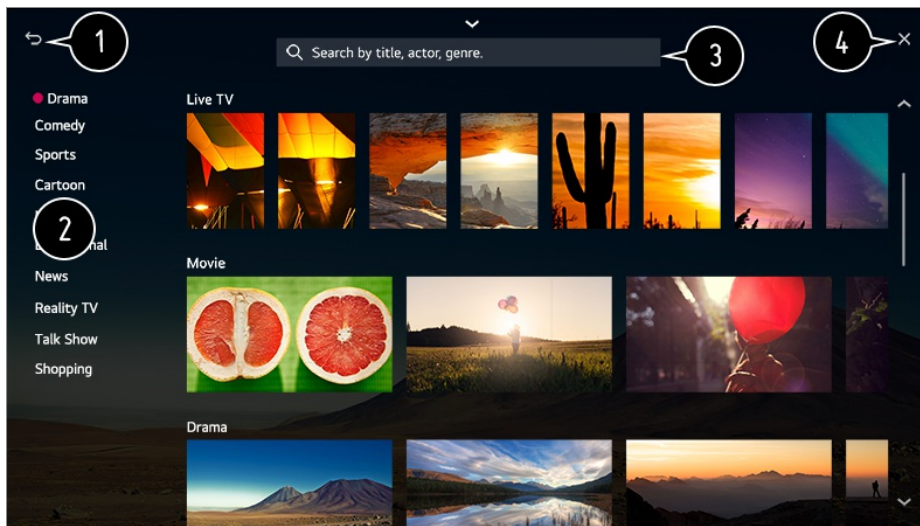 1
3
4
Search by title, actor, genre.
Drama
Comedy
Sports
Cartoon
2
News
Reality TV
Talk Show
Shopping
Live TV
Movie
Drama